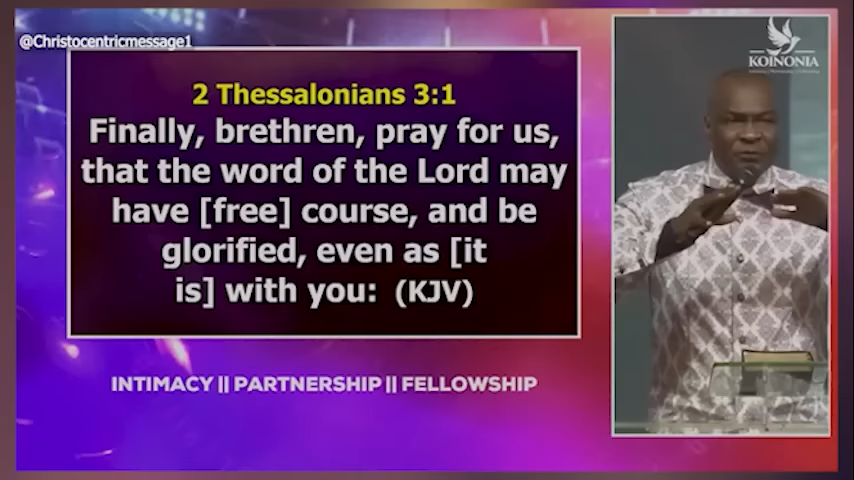 @Christocentricmessage1
2 Thessalonians 3:1
Finally, brethren, pray for us,
that the word of the Lord may
have [free] course, and be
glorified, even as [it
is] with you: (KJV)
INTIMACY || PARTNERSHIP || FELLOWSHIP
KOINONIA